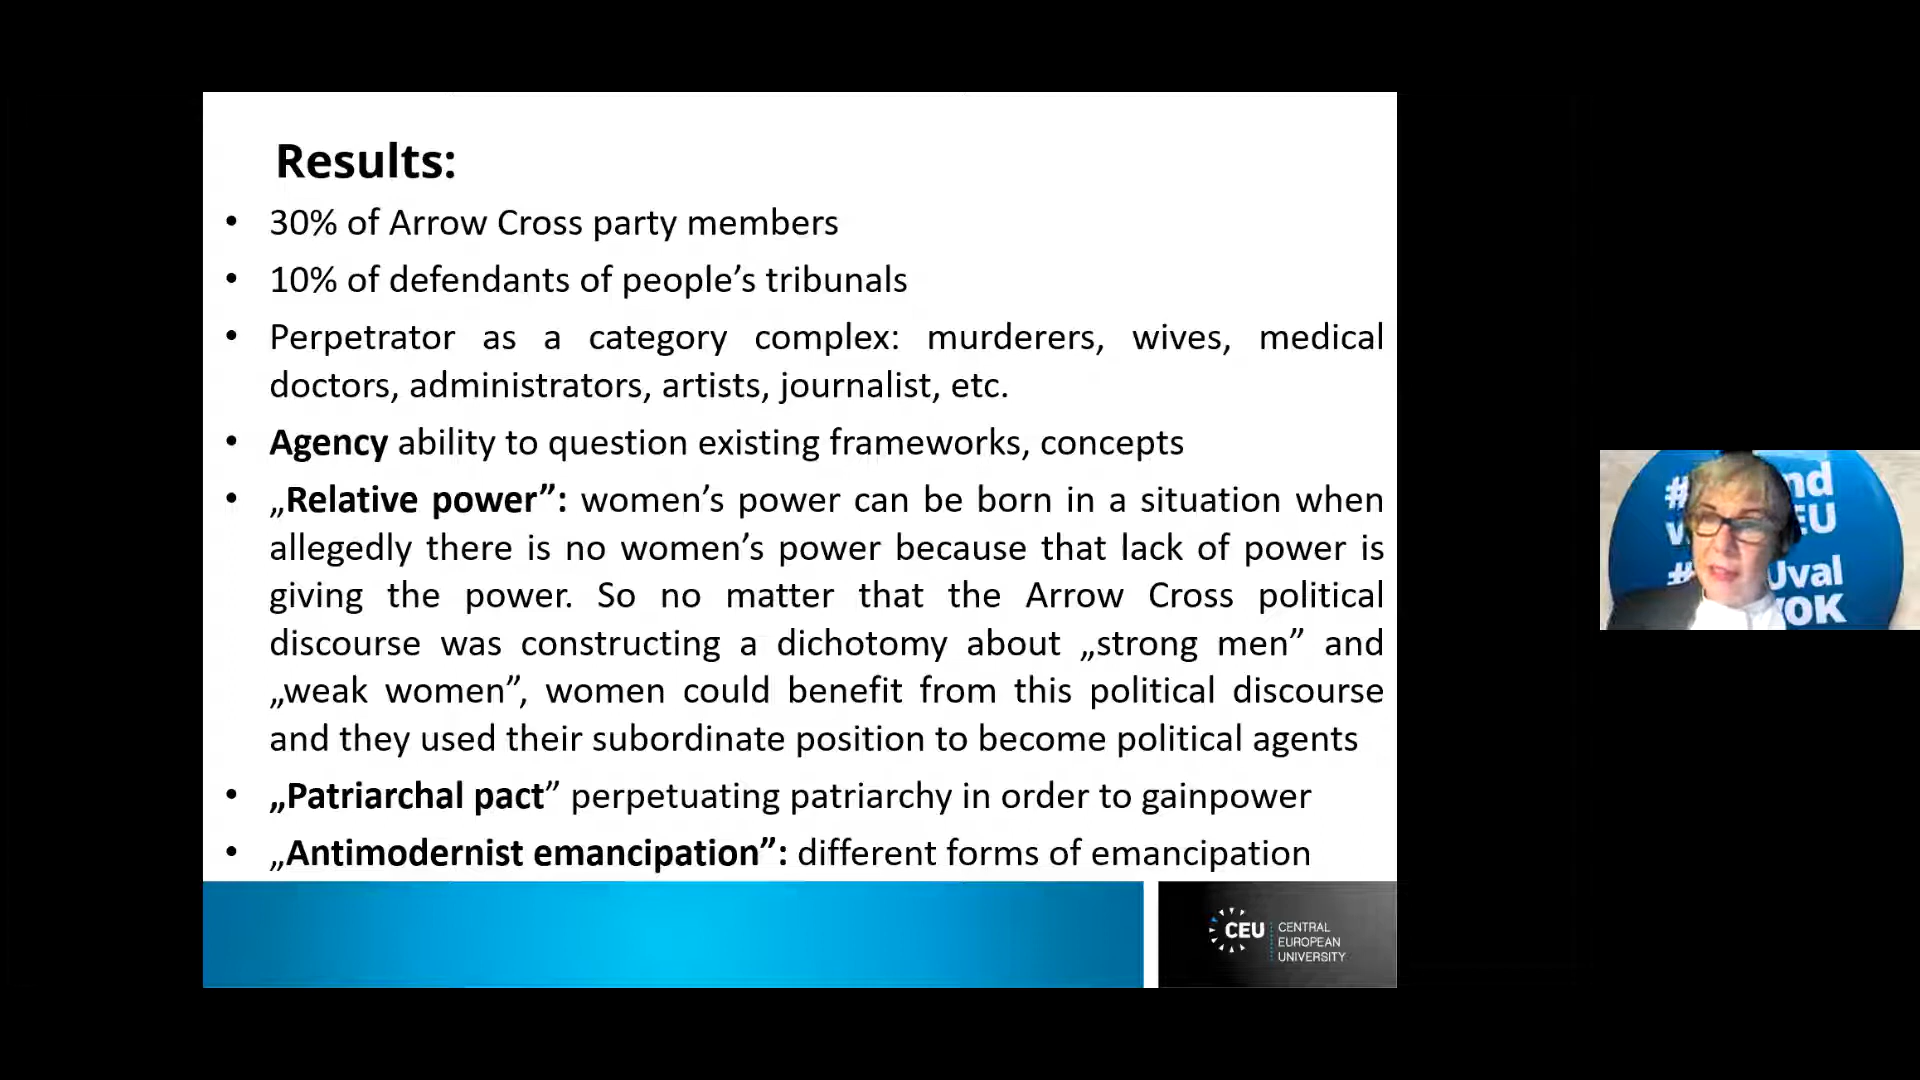 Results:
• 30% of Arrow Cross party members
• 10% of defendants of people’s tribunals
• Perpetrator as a category complex: murderers, wives, medical
doctors, administrators, artists, journalist, etc.
• Agency ability to question existing frameworks, concepts
• „Relative power”: women’s power can be born in a situation when
allegedly there is no women’s power because that lack of power is
giving the power. So no matter that the Arrow Cross political
discourse was constructing a dichotomy about „strong men” and
„weak women”, women could benefit from this political discourse
and they used their subordinate position to become political agents
• „Patriarchal pact” perpetuating patriarchy in order to gainpower
• „Antimodernist emancipation”: different forms of emancipation
CEU CENTRAL
EUROPEAN
UNIVERSITY